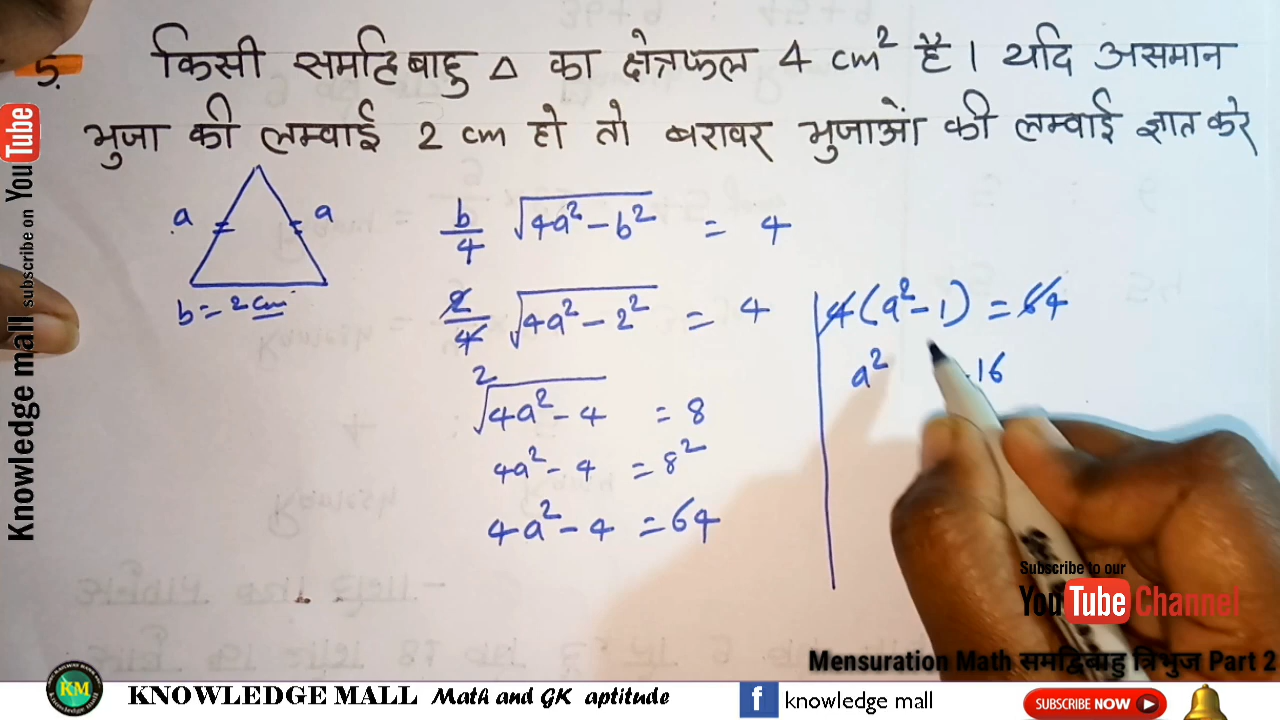 5. किसी समद्विबाहु Δ का क्षेत्रफल 4 cm² है। यदि असमान
भुजा की लम्वाई 2 cm हो तो बरावर भुजाओं की लम्वाई ज्ञात करे
a a
b = 2 cm
b/4 √(4a² - b²) = 4
2/4 √(4a² - 2²) = 4
2
√(4a² - 4) = 8
4a² - 4 = 8²
4a² - 4 = 64
4(a² - 1) = 64
a² 16
Knowledge mall subscribe on YouTube
Subscribe to our
YouTube Channel
Mensuration Math समद्विबाहु त्रिभुज Part 2
KM
KNOWLEDGE MALL Math and GK aptitude
f knowledge mall
SUBSCRIBE NOW